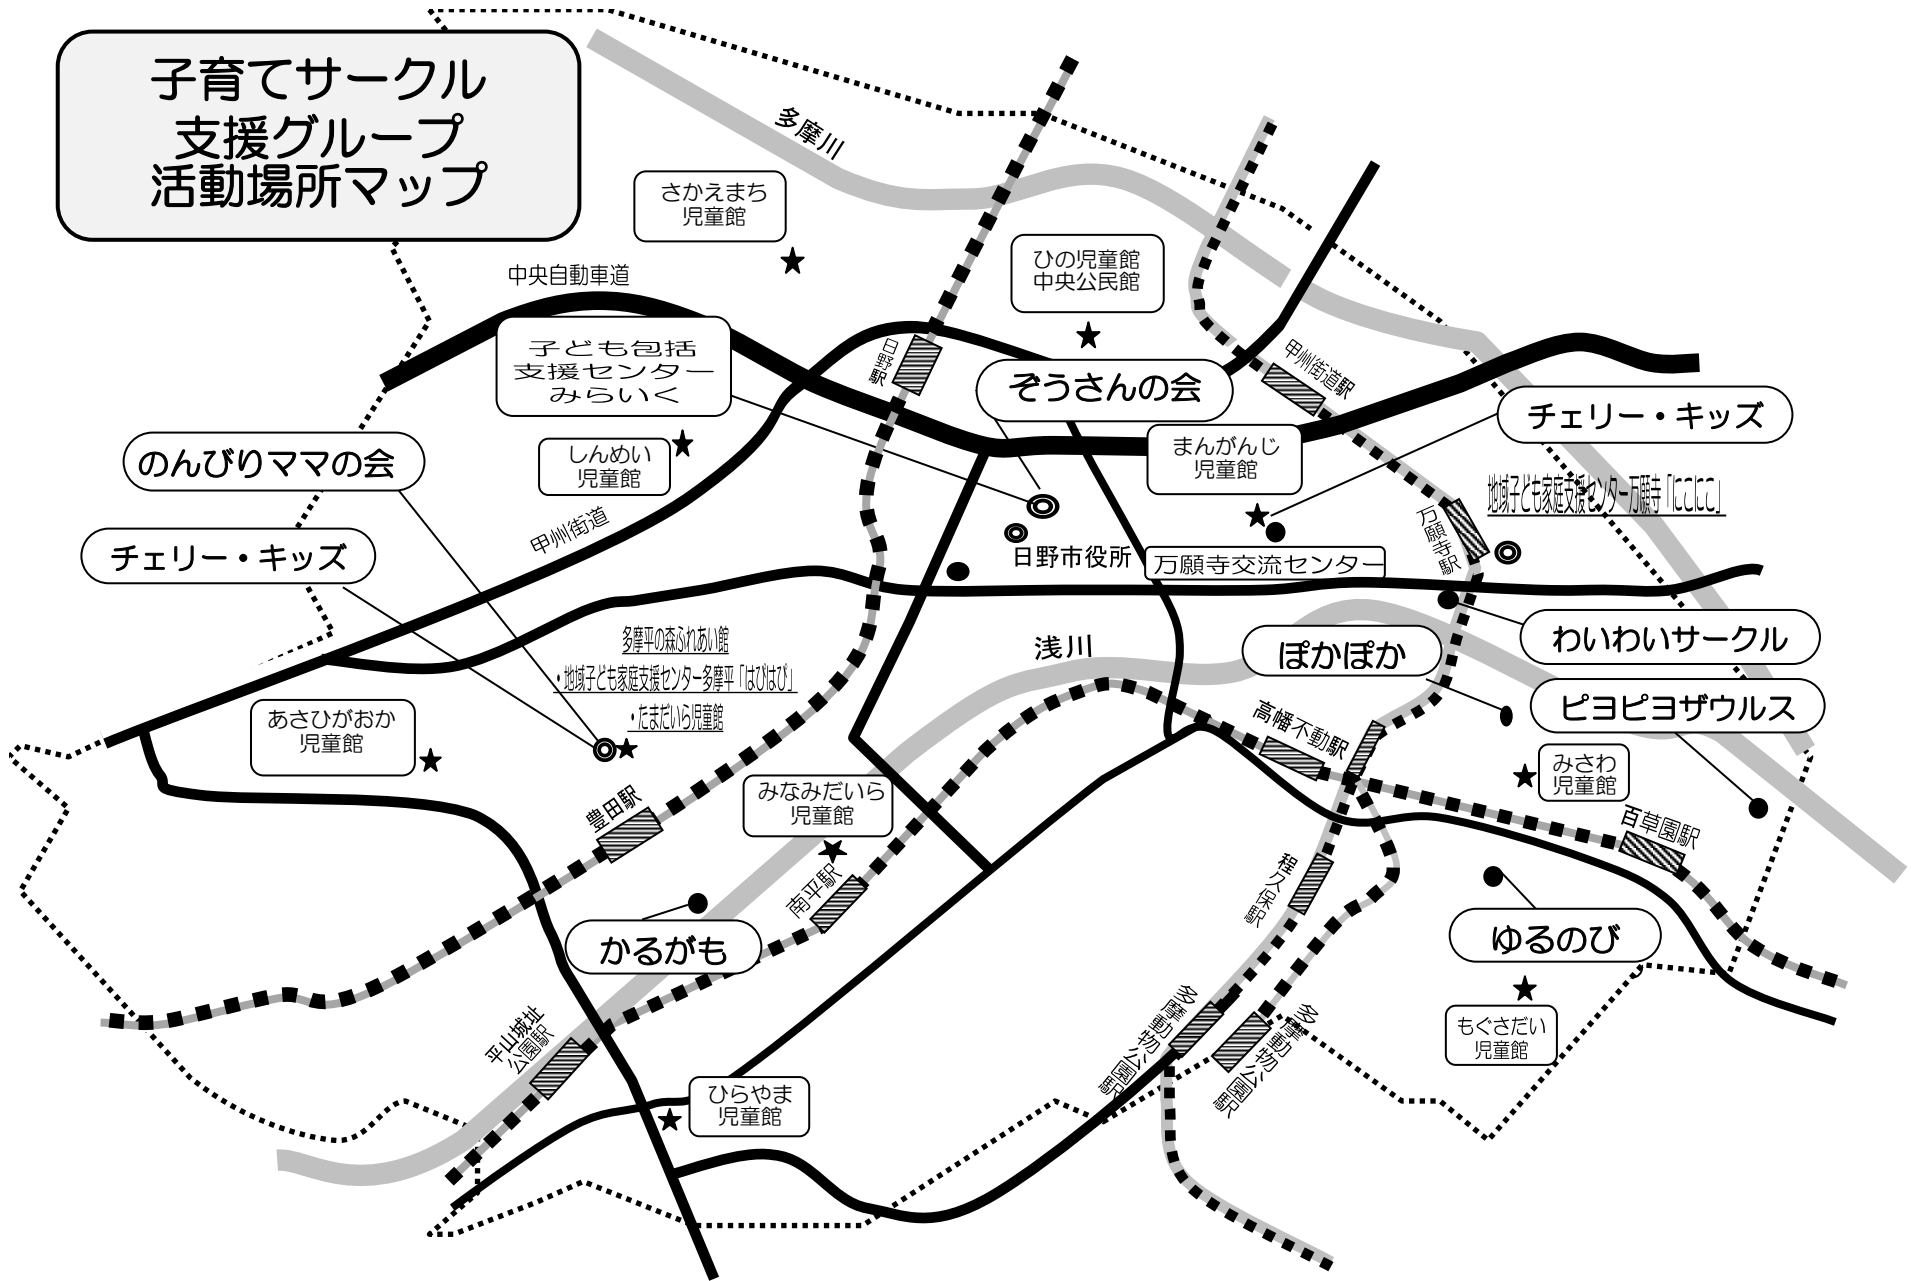 子育てサークル
支援グループ
活動場所マップ
多摩川
さかえまち
児童館
ひの児童館
中央公民館
中央自動車道
子ども包括
支援センター
みらいく
日野駅
甲州街道駅
ぞうさんの会
チェリー・キッズ
のんびりママの会
しんめい
児童館
まんがんじ
児童館
地域子ども家庭支援センター万願寺「にこにこ」
甲州街道
万願寺駅
チェリー・キッズ
日野市役所
万願寺交流センター
多摩平の森ふれあい館
・地域子ども家庭支援センター多摩平「はぴはぴ」
・たまだいら児童館
浅川
ぽかぽか
わいわいサークル
ピヨピヨザウルス
あさひがおか
児童館
高幡不動駅
みさわ
児童館
豊田駅
みなみだいら
児童館
百草園駅
南平駅
程久保駅
かるがも
ゆるのび
平山城址
公園駅
多摩動物公園駅
多摩動物公園駅
もぐさだい
児童館
ひらやま
児童館